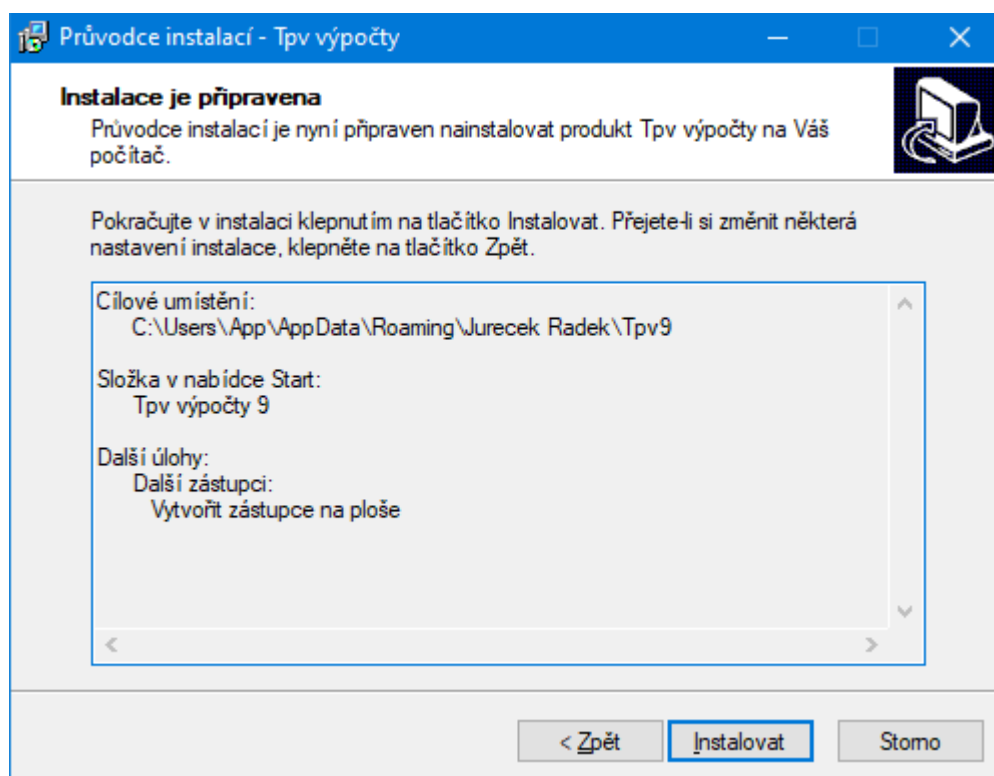 Průvodce instalací - Tpv výpočty
Instalace je připravena
Průvodce instalací je nyní připraven nainstalovat produkt Tpv výpočty na Váš
počítač.
Pokračujte v instaci klepnutím na tlačítko Instalovat. Přejete-li si změnit některá
nastavení instalace, klepněte na tlačítko Zpět.
Cílové umístění:
C:\Users\App\AppData\Roaming\Jurecek Radek\Tpv9
Složka v nabídce Start:
Tpv výpočty 9
Další úlohy:
Další zástupci:
Vytvořit zástupce na ploše
< Zpět
Instalovat
Storno